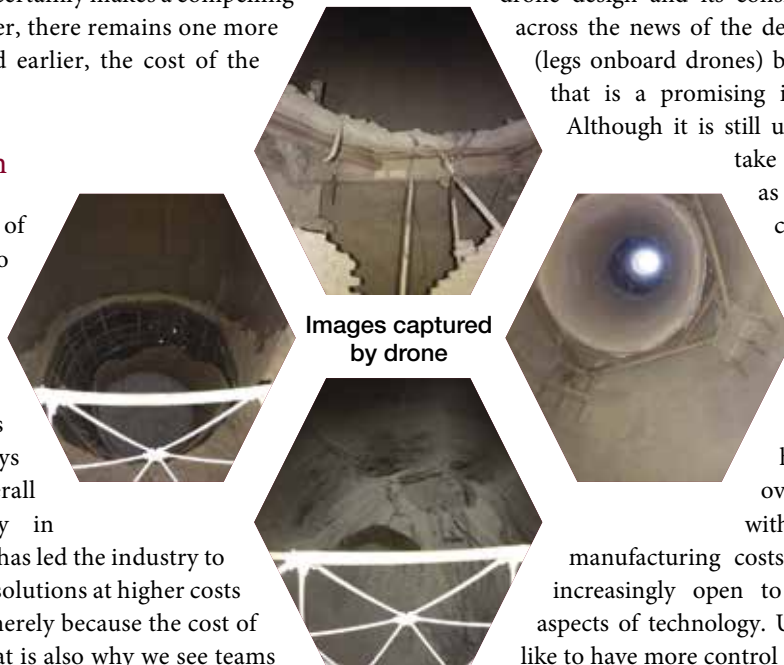 ertainly makes a compelling
er, there remains one more
d earlier, the cost of the
n
of
o
s
ys
erall
y in
has led the industry to
solutions at higher costs
merely because the cost of
at is also why we see teams
Images captured
by drone
drone design and its cons
across the news of the de
(legs onboard drones) b
that is a promising i
Although it is still u
take
as
c
ov
with
manufacturing costs
increasingly open to
aspects of technology. U
like to have more control